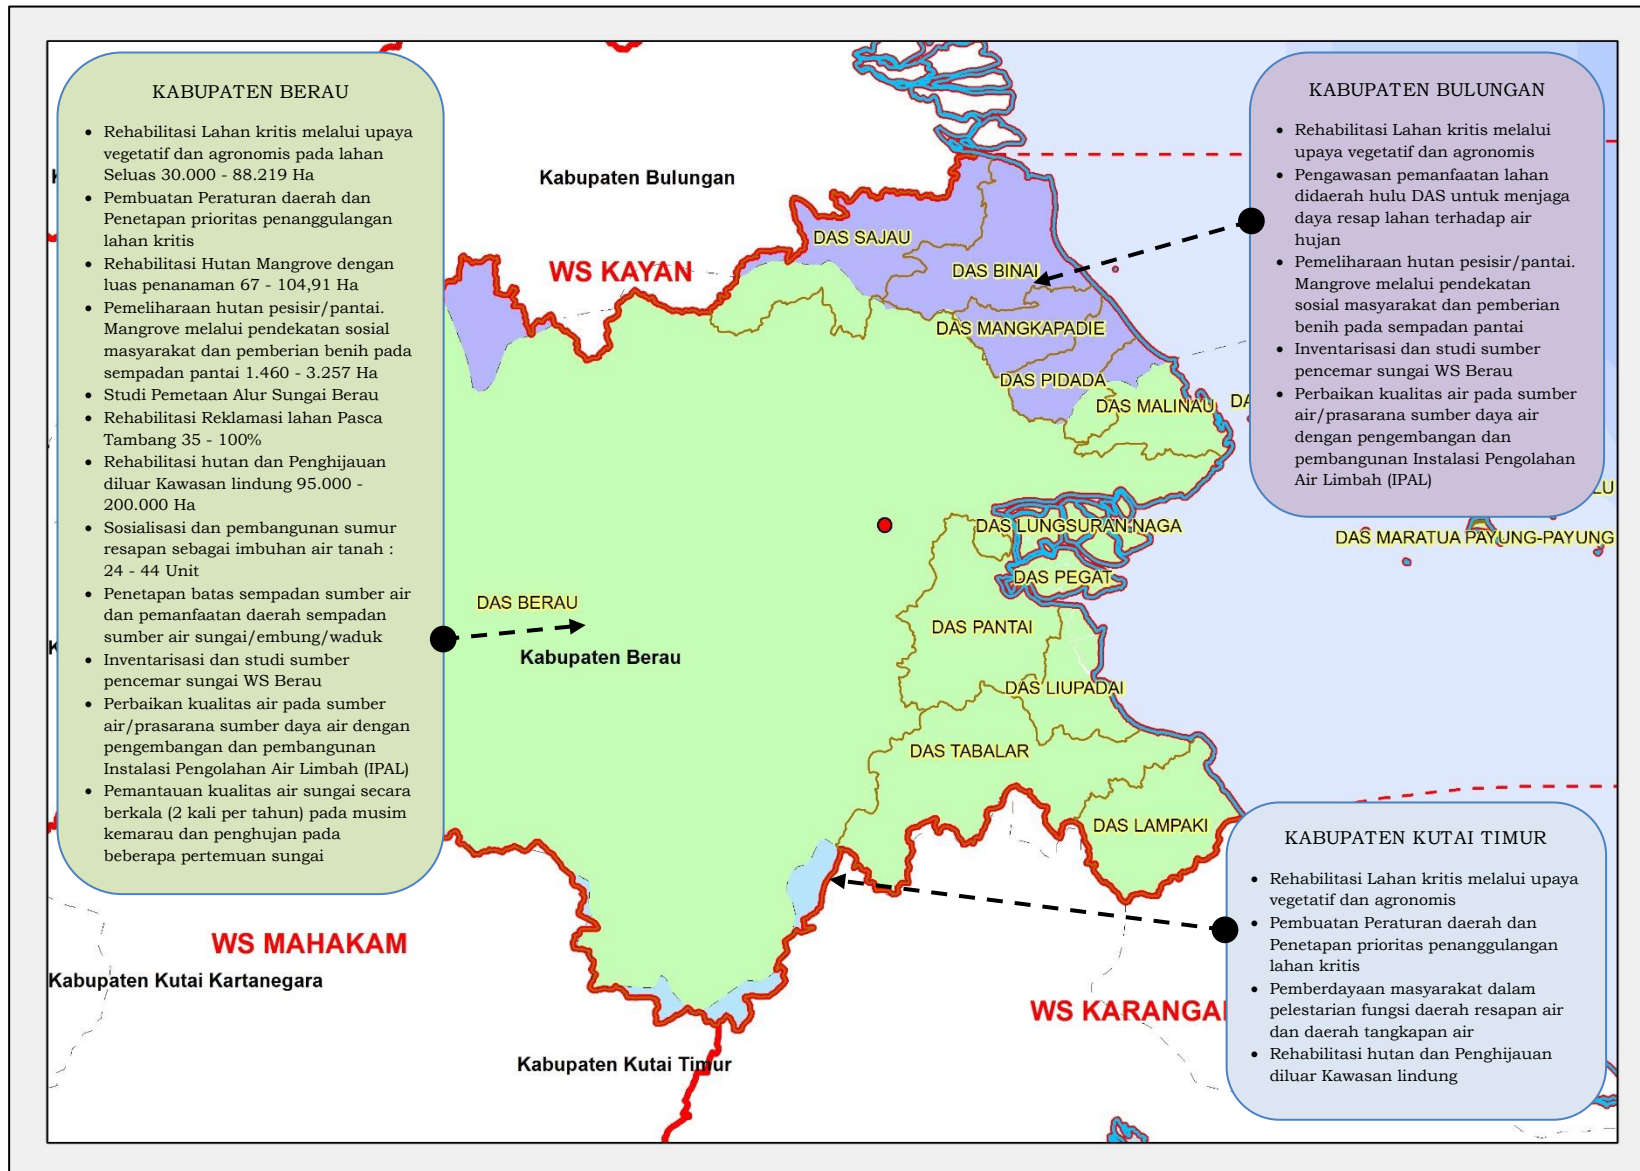 KABUPATEN BERAU
• Rehabilitasi Lahan kritis melalui upaya
vegetatif dan agronomis pada lahan
Seluas 30.000 - 88.219 Ha
• Pembuatan Peraturan daerah dan
Penetapan prioritas penanggulangan
lahan kritis
• Rehabilitasi Hutan Mangrove dengan
luas penanaman 67 - 104,91 Ha
• Pemeliharaan hutan pesisir/pantai.
Mangrove melalui pendekatan sosial
masyarakat dan pemberian benih pada
sempadan pantai 1.460 - 3.257 Ha
• Studi Pemetaan Alur Sungai Berau
• Rehabilitasi Reklamasi lahan Pasca
Tambang 35 - 100%
• Rehabilitasi hutan dan Penghijauan
diluar Kawasan lindung 95.000 -
200.000 Ha
• Sosialisasi dan pembangunan sumur
resapan sebagai imbuhan air tanah :
24 - 44 Unit
• Penetapan batas sempadan sumber air
dan pemanfaatan daerah sempadan
sumber air sungai/embung/waduk
• Inventarisasi dan studi sumber
pencemar sungai WS Berau
• Perbaikan kualitas air pada sumber
air/prasarana sumber daya air dengan
pengembangan dan pembangunan
Instalasi Pengolahan Air Limbah (IPAL)
• Pemantauan kualitas air sungai secara
berkala (2 kali per tahun) pada musim
kemarau dan penghujan pada
beberapa pertemuan sungai
KABUPATEN BULUNGAN
• Rehabilitasi Lahan kritis melalui
upaya vegetatif dan agronomis
• Pengawasan pemanfaatan lahan
didaerah hulu DAS untuk menjaga
daya resap lahan terhadap air
hujan
• Pemeliharaan hutan pesisir/pantai.
Mangrove melalui pendekatan
sosial masyarakat dan pemberian
benih pada sempadan pantai
• Inventarisasi dan studi sumber
pencemar sungai WS Berau
• Perbaikan kualitas air pada sumber
air/prasarana sumber daya air
dengan pengembangan dan
pembangunan Instalasi Pengolahan
Air Limbah (IPAL)
Kabupaten Bulungan
DAS SAJAU
WS KAYAN
DAS BINAI
DAS MANGKAPADIE
DAS PIDADA
DAS MALINAU
DAS LUNGSURAN NAGA
DAS MARATUA PAYUNG-PAYUNG
DAS PEGAT
DAS BERAU
DAS PANTAI
Kabupaten Berau
DAS LIUPADAI
DAS TABALAR
DAS LAMPAKI
WS MAHAKAM
Kabupaten Kutai Kartanegara
WS KARANGA
Kabupaten Kutai Timur
KABUPATEN KUTAI TIMUR
• Rehabilitasi Lahan kritis melalui upaya
vegetatif dan agronomis
• Pembuatan Peraturan daerah dan
Penetapan prioritas penanggulangan
lahan kritis
• Pemberdayaan masyarakat dalam
pelestarian fungsi daerah resapan air
dan daerah tangkapan air
• Rehabilitasi hutan dan Penghijauan
diluar Kawasan lindung